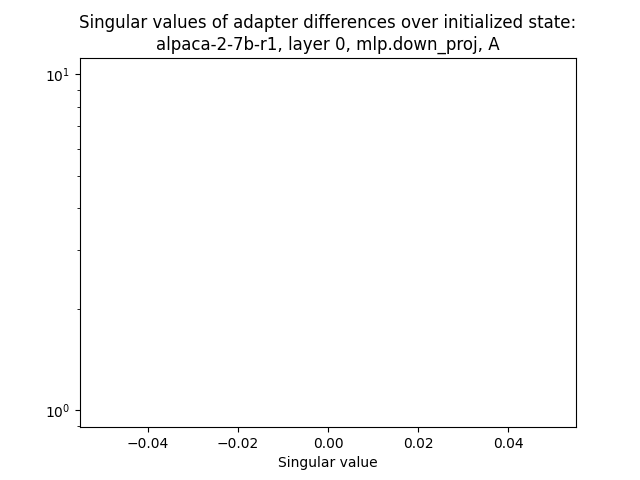 Singular values of adapter differences over initialized state:
alpaca-2-7b-r1, layer 0, mlp.down_proj, A
10¹
10⁰
−0.04 −0.02 0.00 0.02 0.04
Singular value